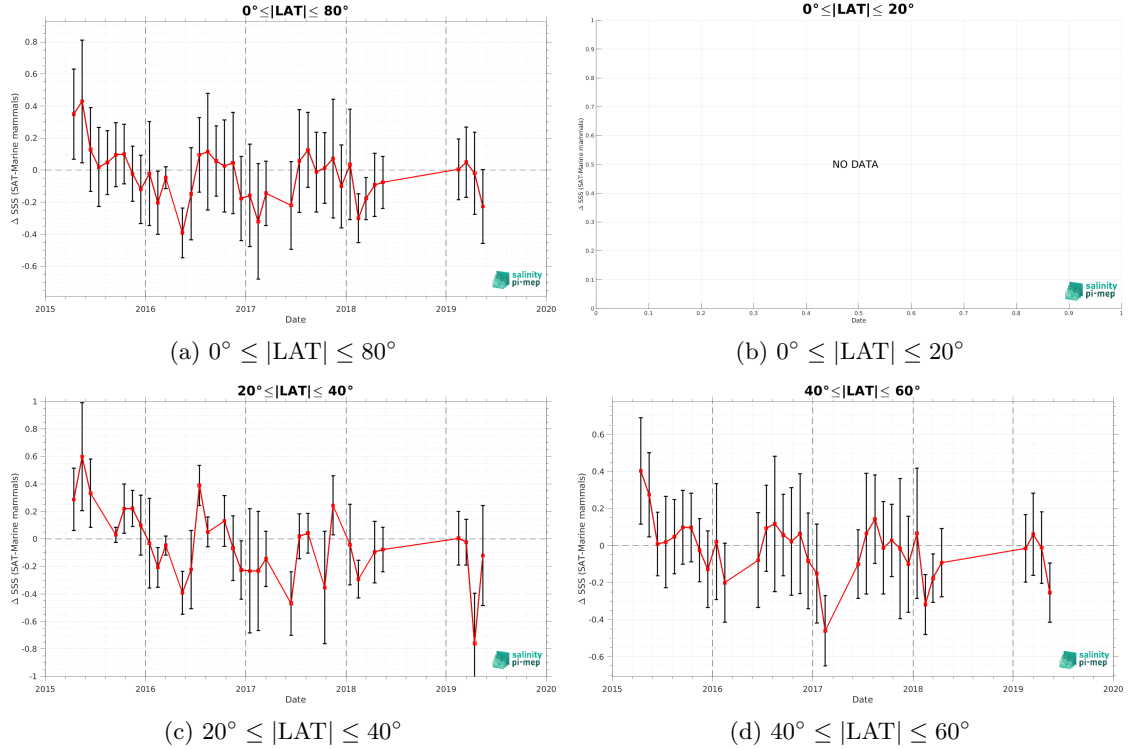 0°≤|LAT|≤ 80°
Δ SSS (SAT-Marine mammals)
0.8
0.6
0.4
0.2
0
-0.2
-0.4
-0.6
2015 2016 2017 2018 2019 2020
Date
salinity
pi-mep
(a) 0° ≤ |LAT| ≤ 80°
0°≤|LAT|≤ 20°
Δ SSS (SAT-Marine mammals)
1
0.9
0.8
0.7
0.6
0.5
0.4
0.3
0.2
0.1
0
NO DATA
0 0.1 0.2 0.3 0.4 0.5 0.6 0.7 0.8 0.9 1
Date
salinity
pi-mep
(b) 0° ≤ |LAT| ≤ 20°
20°≤|LAT|≤ 40°
Δ SSS (SAT-Marine mammals)
1
0.8
0.6
0.4
0.2
0
-0.2
-0.4
-0.6
-0.8
-1
2015 2016 2017 2018 2019 2020
Date
salinity
pi-mep
(c) 20° ≤ |LAT| ≤ 40°
40°≤|LAT|≤ 60°
Δ SSS (SAT-Marine mammals)
0.6
0.4
0.2
0
-0.2
-0.4
-0.6
2015 2016 2017 2018 2019 2020
Date
salinity
pi-mep
(d) 40° ≤ |LAT| ≤ 60°